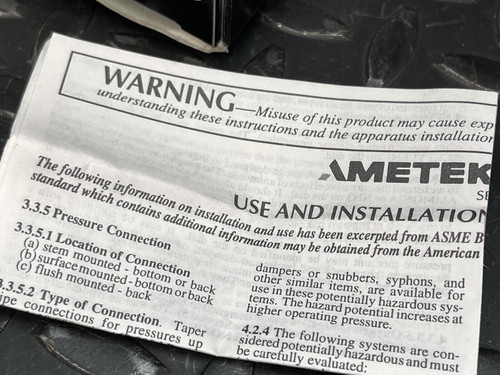 WARNING—Misuse of this product may cause
understanding these instructions and the apparatus
AMETEK
USE AND INSTALLATION
The following information on installation and use has been excerpted from ASME B
standard which contains additional information may be obtained from the American
3.3.5 Pressure Connection
3.3.5.1 Location of Connection
(a) stem mounted - bottom or back
(b) surface mounted - bottom or back
(c) flush mounted - back
3.3.5.2 Type of Connection. Taper
pipe connections for pressures up
dampers or snubbers, syphons, and
other similar items, are available for
use in these potentially hazardous sys-
tems. The hazard potential increases at
higher operating pressure.
4.2.4 The following systems are con-
sidered potentially hazardous and must
be carefully evaluated: